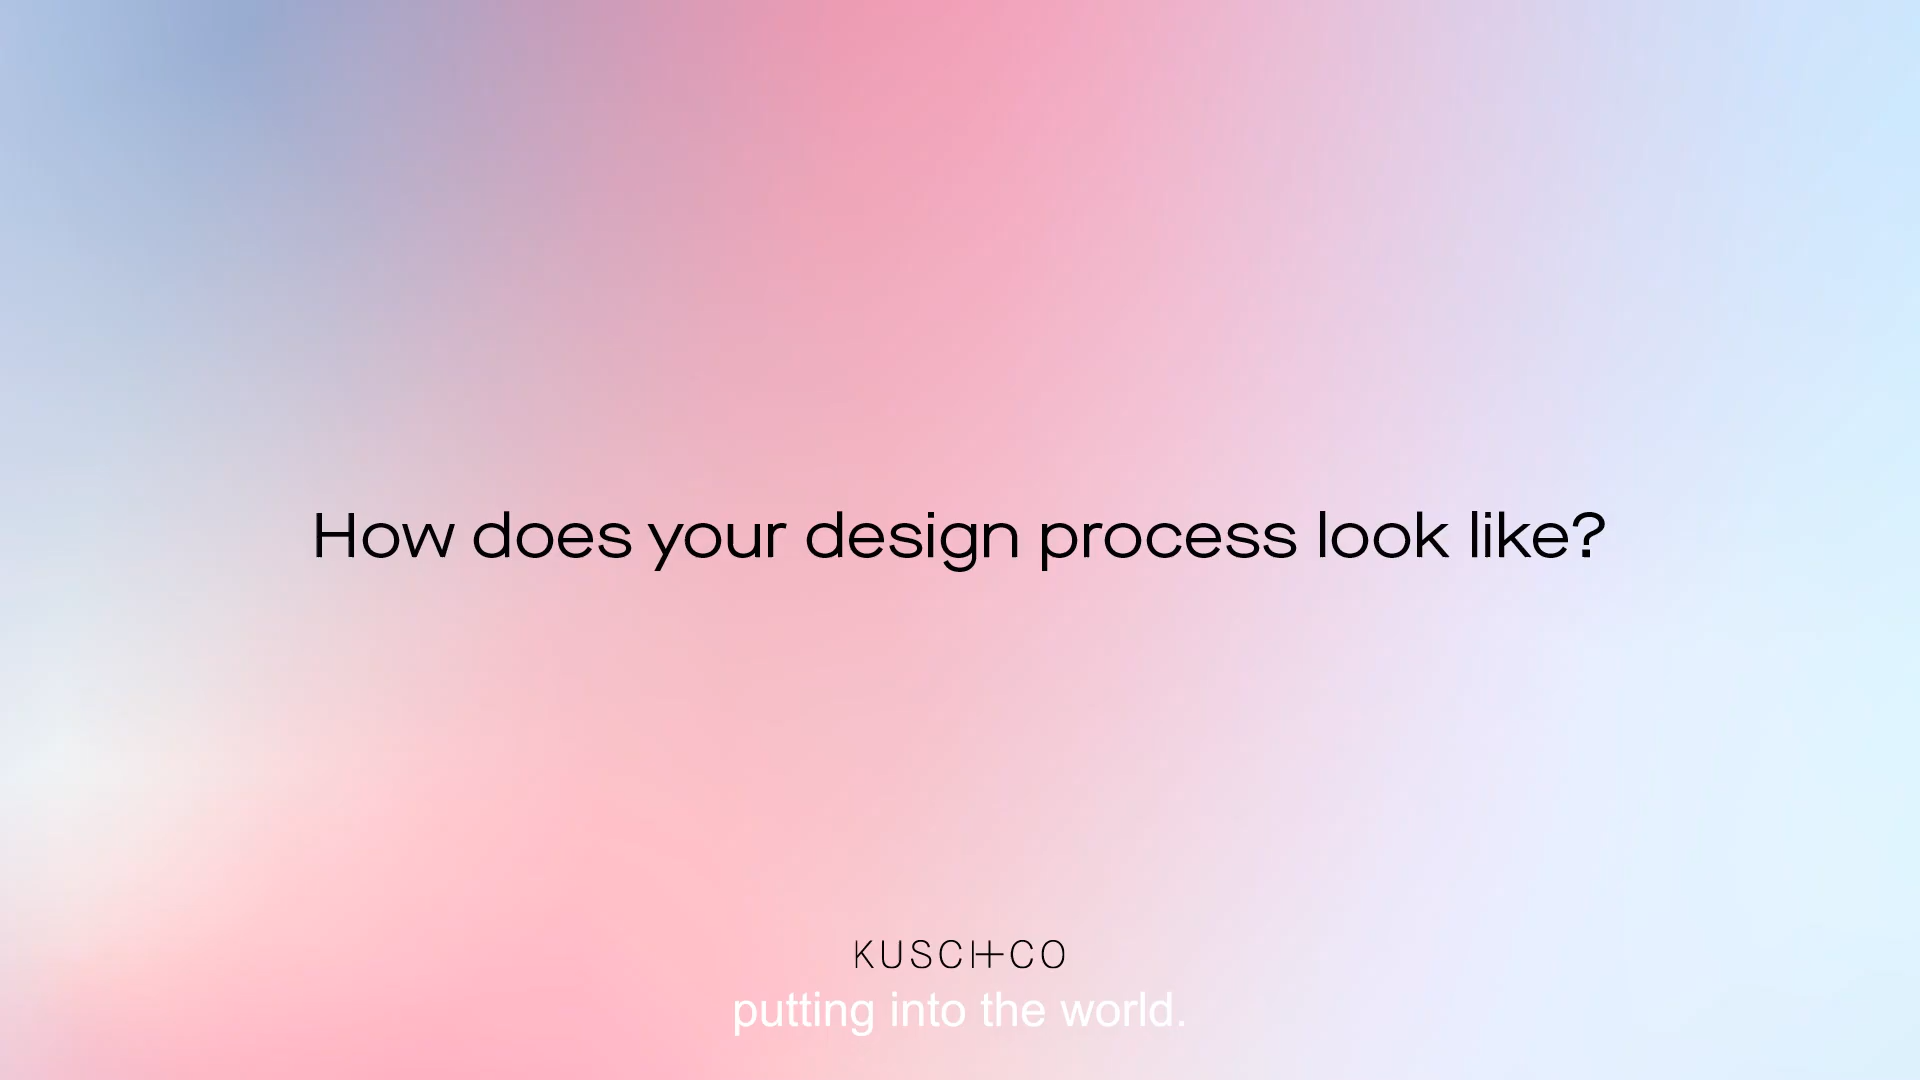 How does your design process look like?
KUSCH+CO
putting into the world.